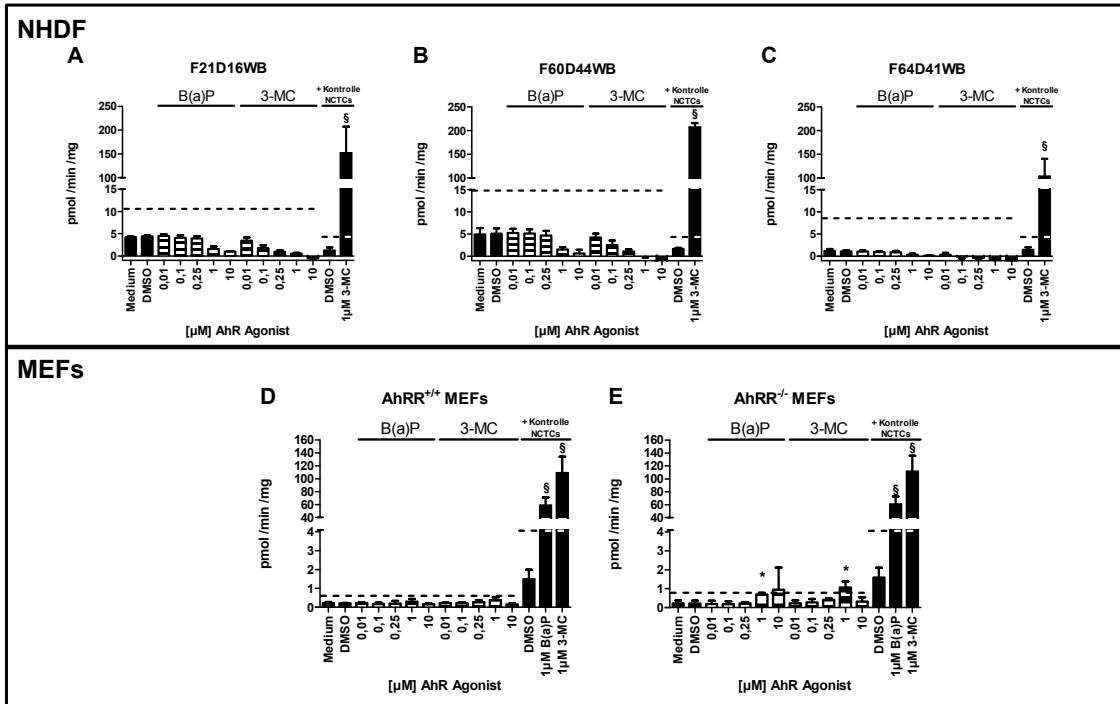 NHDF
A
F21D16WB
B(a)P
3-MC
+ Kontrolle
NCTCs
pmol /min /mg
250
200
150
100
15
10
5
0
§
Medium
DMSO
0,01
0,1
0,25
1
10
0,01
0,1
0,25
1
10
DMSO
1µM 3-MC
[µM] AhR Agonist
B
F60D44WB
B(a)P
3-MC
+ Kontrolle
NCTCs
pmol /min /mg
250
200
150
100
15
10
5
0
§
Medium
DMSO
0,01
0,1
0,25
1
10
0,01
0,1
0,25
1
10
DMSO
1µM 3-MC
[µM] AhR Agonist
C
F64D41WB
B(a)P
3-MC
+ Kontrolle
NCTCs
pmol /min /mg
250
200
150
100
15
10
5
0
§
Medium
DMSO
0,01
0,1
0,25
1
10
0,01
0,1
0,25
1
10
DMSO
1µM 3-MC
[µM] AhR Agonist
MEFs
D
AhRR+/+ MEFs
B(a)P
3-MC
+ Kontrolle
NCTCs
pmol /min /mg
160
140
120
100
80
60
40
4
3
2
1
0
§
§
Medium
DMSO
0,01
0,1
0,25
1
10
0,01
0,1
0,25
1
10
DMSO
1µM B(a)P
1µM 3-MC
[µM] AhR Agonist
E
AhRR-/- MEFs
B(a)P
3-MC
+ Kontrolle
NCTCs
pmol /min /mg
160
140
120
100
80
60
40
4
3
2
1
0
*
*
§
§
Medium
DMSO
0,01
0,1
0,25
1
10
0,01
0,1
0,25
1
10
DMSO
1µM B(a)P
1µM 3-MC
[µM] AhR Agonist